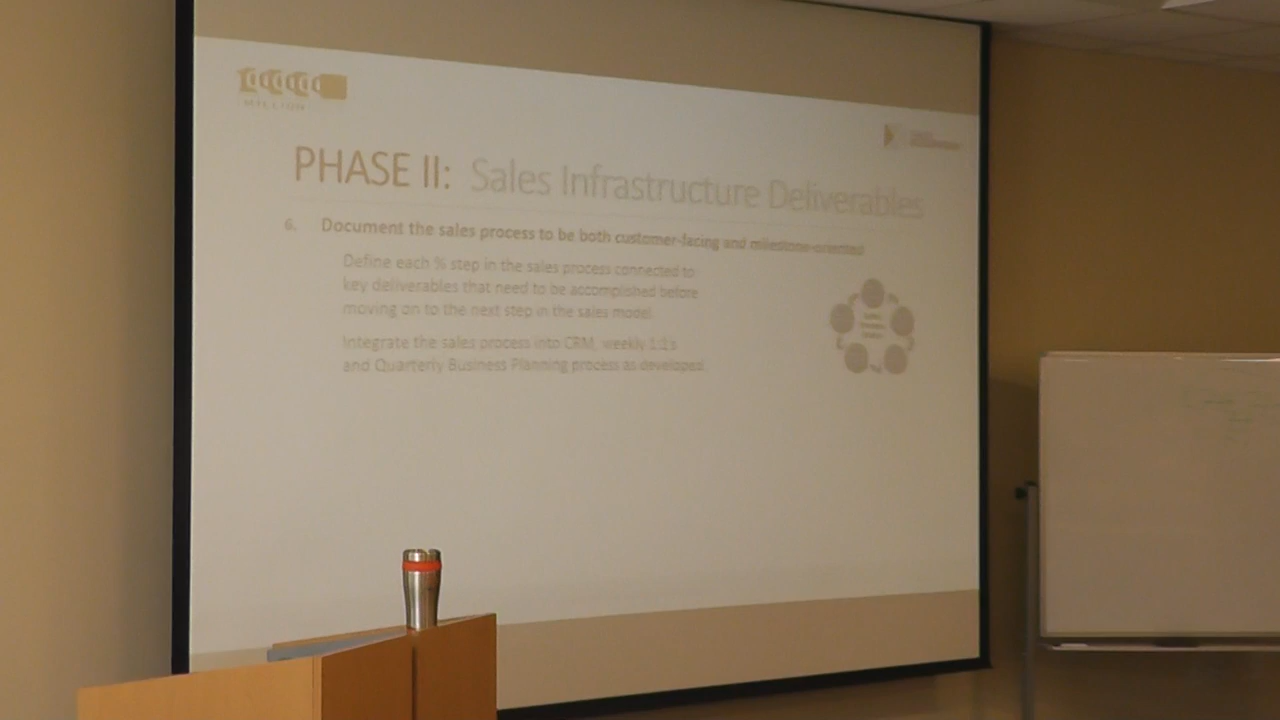 PHASE II: Sales Infrastructure Deliverables
6. Document the sales process to be both customer-facing and milestone-oriented
Define each % step in the sales process connected to
key deliverables that need to be accomplished before
moving on to the next step in the sales model.
Integrate the sales process into CRM, weekly 1:1's
and Quarterly Business Planning process as developed.